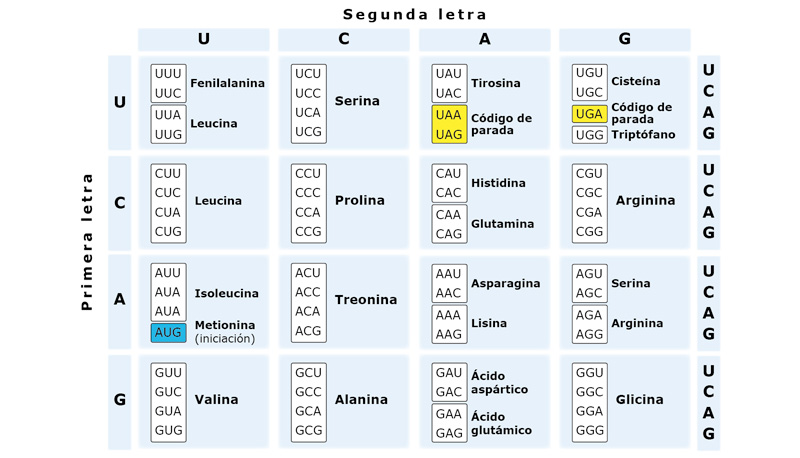 Segunda letra
U C A G
Primera letra
U
UUU
UUC
Fenilalanina
UUA
UUG
Leucina
UCU
UCC
UCA
UCG
Serina
UAU
UAC
Tirosina
UAA
UAG
Código de
parada
UGU
UGC
Cisteína
UGA
Código de
parada
UGG
Triptófano
U
C
A
G
C
CUU
CUC
CUA
CUG
Leucina
CCU
CCC
CCA
CCG
Prolina
CAU
CAC
Histidina
CAA
CAG
Glutamina
CGU
CGC
CGA
CGG
Arginina
U
C
A
G
A
AUU
AUA
AUA
Isoleucina
AUG
Metionina
(iniciación)
ACU
ACC
ACA
ACG
Treonina
AAU
AAC
Asparagina
AAA
AAG
Lisina
AGU
AGC
Serina
AGA
AGG
Arginina
U
C
A
G
G
GUU
GUC
GUA
GUG
Valina
GCU
GCC
GCA
GCG
Alanina
GAU
GAC
Ácido
aspártico
GAA
GAG
Ácido
glutámico
GGU
GGC
GGA
GGG
Glicina
U
C
A
G